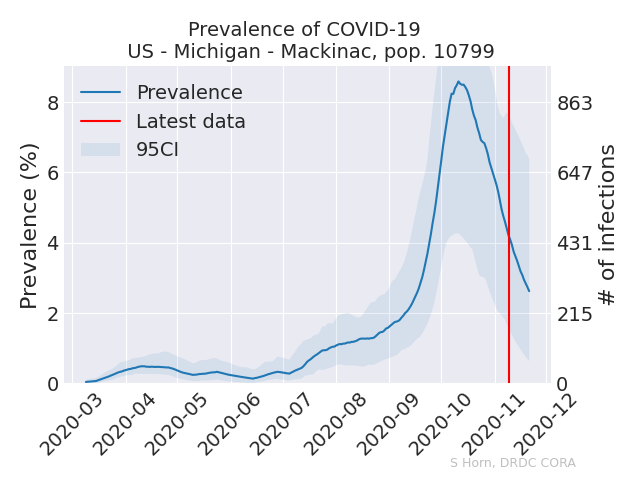 Prevalence of COVID-19
US - Michigan - Mackinac, pop. 10799
Prevalence
Latest data
95CI
Prevalence (%)
8
6
4
2
0
863
647
431
215
0
# of infections
2020-03
2020-04
2020-05
2020-06
2020-07
2020-08
2020-09
2020-10
2020-11
2020-12
S Horn, DRDC CORA